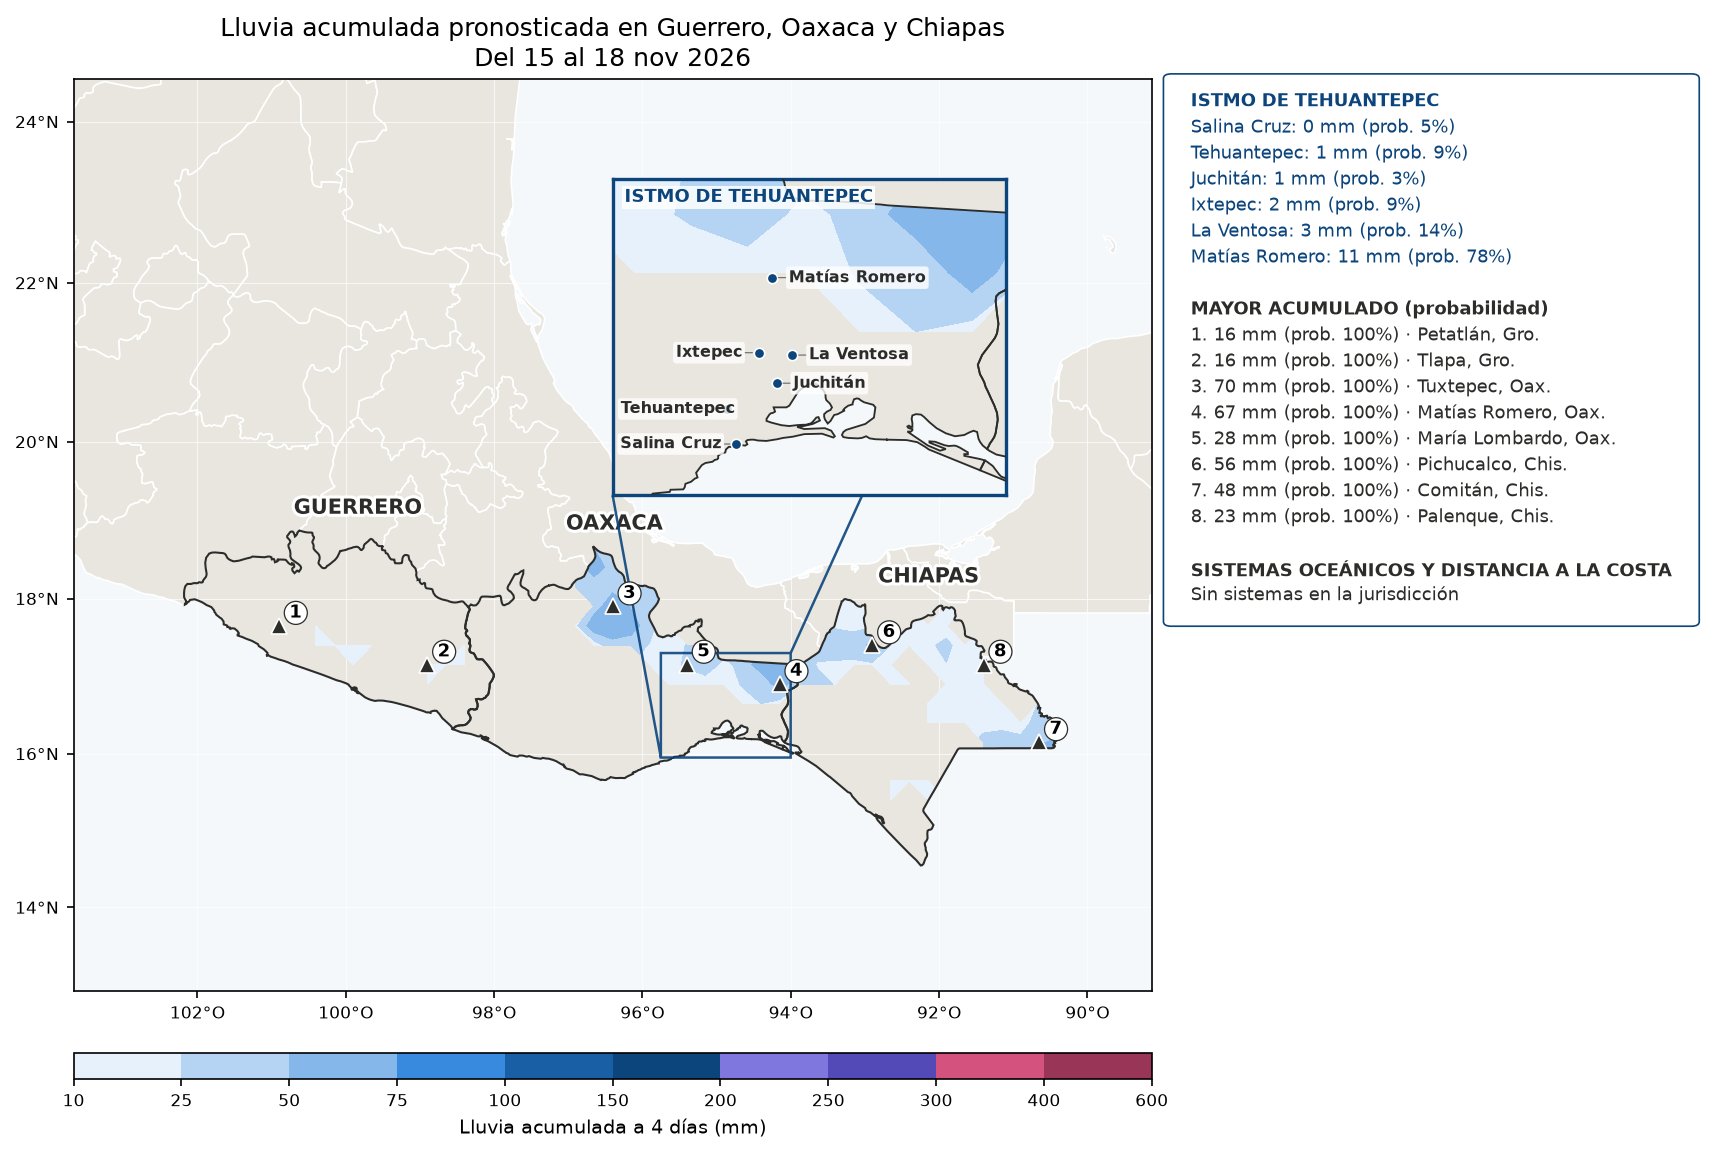 Lluvia acumulada pronosticada en Guerrero, Oaxaca y Chiapas
Del 15 al 18 nov 2026
24°N
22°N
20°N
18°N
16°N
14°N
102°O
100°O
98°O
96°O
94°O
92°O
90°O
ISTMO DE TEHUANTEPEC
Matías Romero
Ixtepec
La Ventosa
Juchitán
Tehuantepec
Salina Cruz
GUERRERO
OAXACA
CHIAPAS
1
2
3
4
5
6
7
8
ISTMO DE TEHUANTEPEC
Salina Cruz: 0 mm (prob. 5%)
Tehuantepec: 1 mm (prob. 9%)
Juchitán: 1 mm (prob. 3%)
Ixtepec: 2 mm (prob. 9%)
La Ventosa: 3 mm (prob. 14%)
Matías Romero: 11 mm (prob. 78%)
MAYOR ACUMULADO (probabilidad)
1. 16 mm (prob. 100%) · Petatlán, Gro.
2. 16 mm (prob. 100%) · Tlapa, Gro.
3. 70 mm (prob. 100%) · Tuxtepec, Oax.
4. 67 mm (prob. 100%) · Matías Romero, Oax.
5. 28 mm (prob. 100%) · María Lombardo, Oax.
6. 56 mm (prob. 100%) · Pichucalco, Chis.
7. 48 mm (prob. 100%) · Comitán, Chis.
8. 23 mm (prob. 100%) · Palenque, Chis.
SISTEMAS OCEÁNICOS Y DISTANCIA A LA COSTA
Sin sistemas en la jurisdicción
10
25
50
75
100
150
200
250
300
400
600
Lluvia acumulada a 4 días (mm)